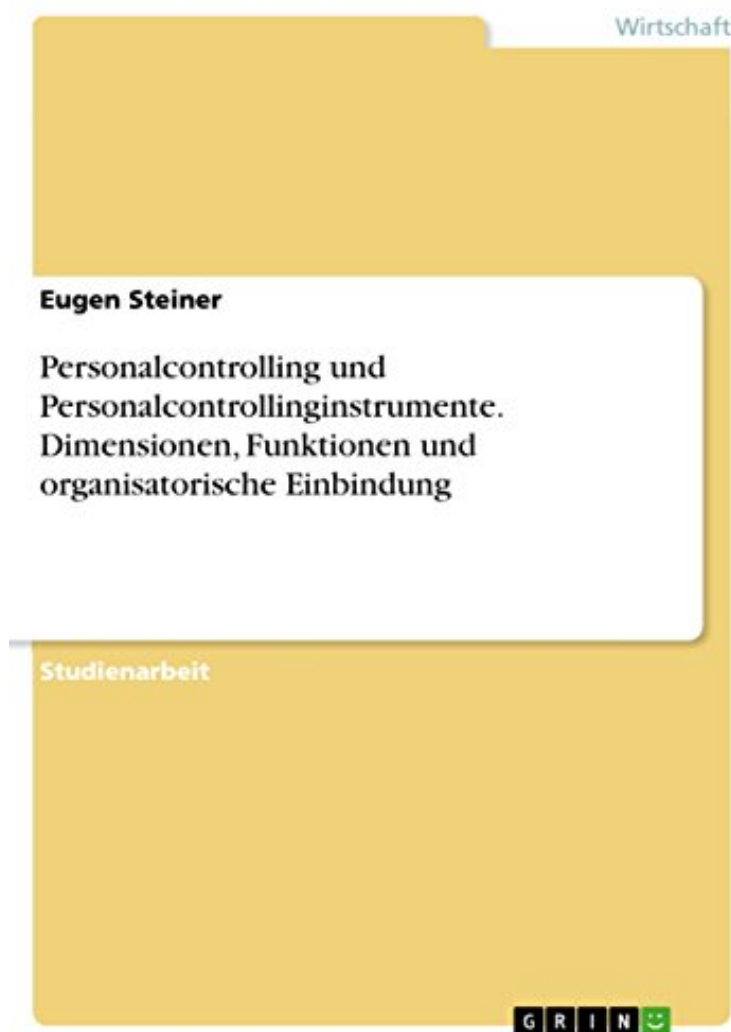 Wirtschaft
Eugen Steiner
Personalcontrolling und
Personalcontrollinginstrumente.
Dimensionen, Funktionen und
organisatorische Einbindung
Studienarbeit
GRIN